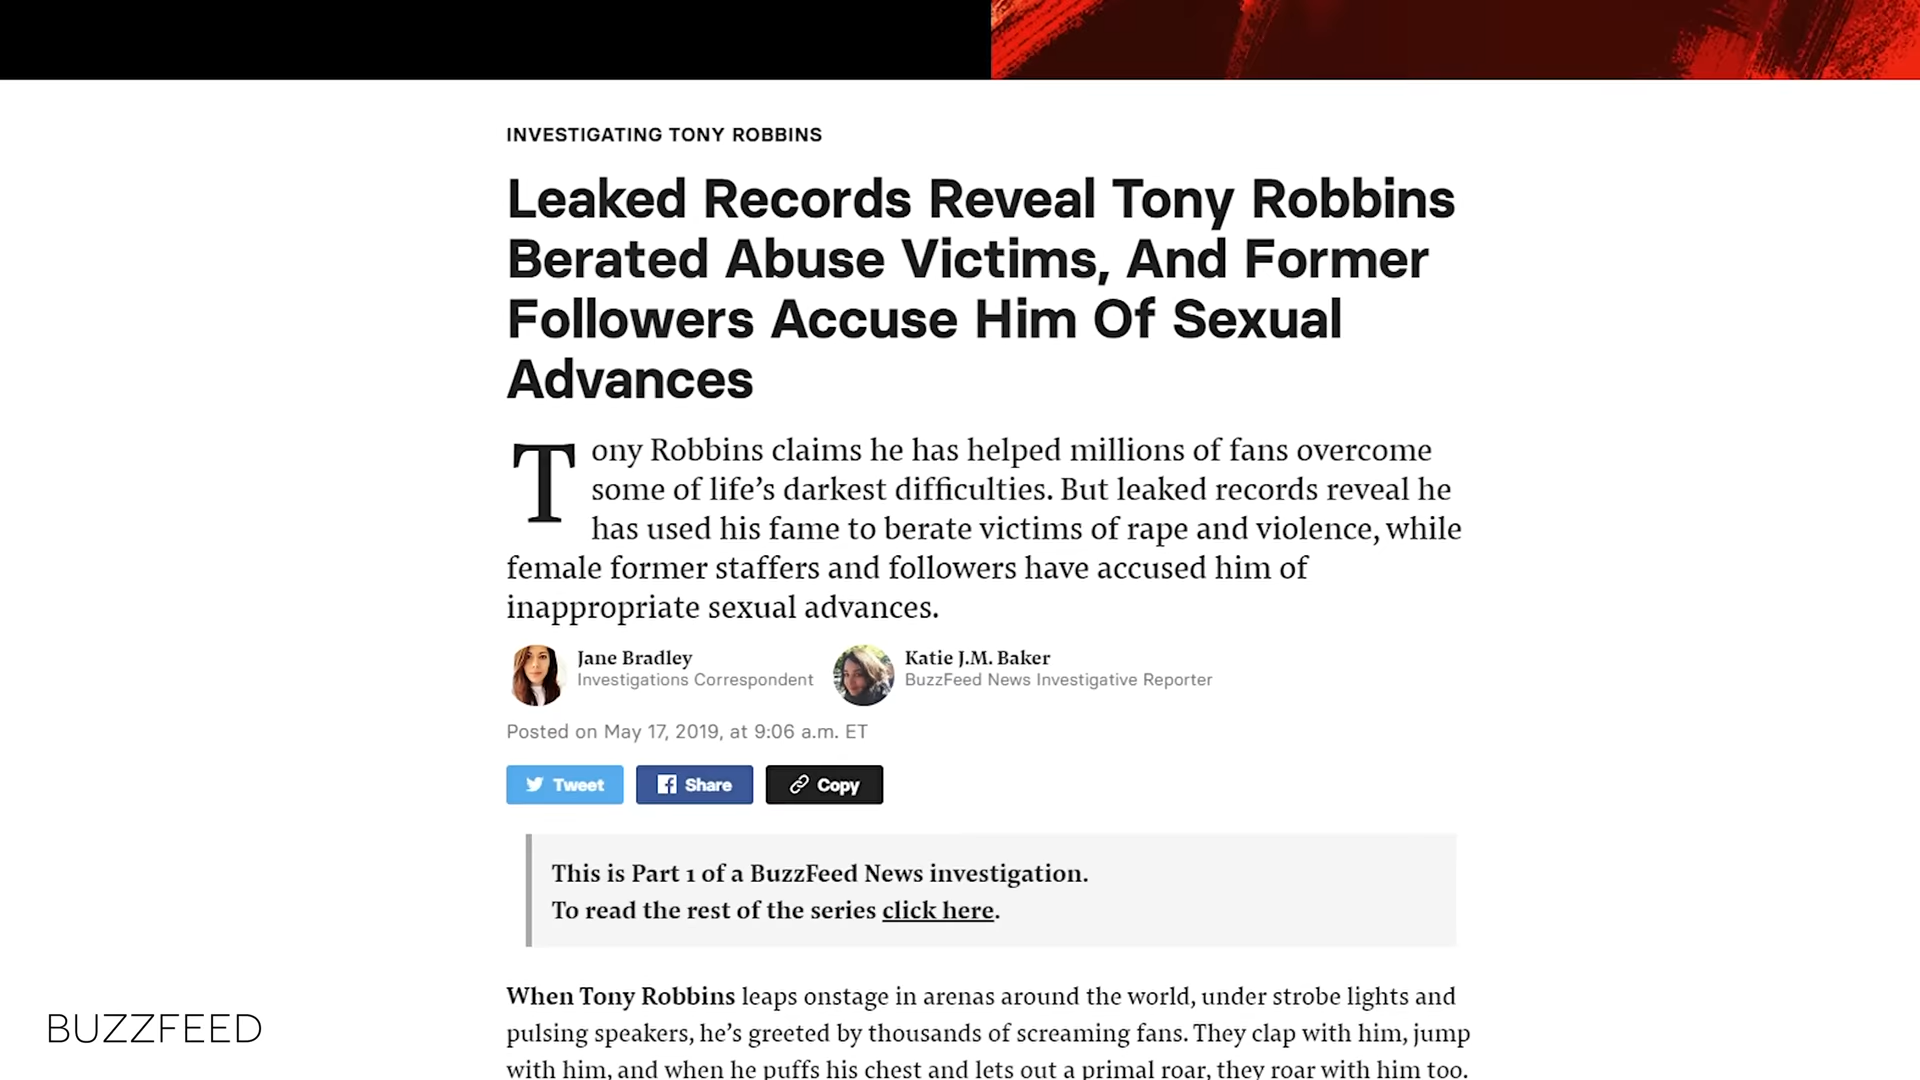 INVESTIGATING TONY ROBBINS
Leaked Records Reveal Tony Robbins
Berated Abuse Victims, And Former
Followers Accuse Him Of Sexual
Advances
Tony Robbins claims he has helped millions of fans overcome
some of life’s darkest difficulties. But leaked records reveal he
has used his fame to berate victims of rape and violence, while
female former staffers and followers have accused him of
inappropriate sexual advances.
Jane Bradley
Investigations Correspondent
Katie J.M. Baker
BuzzFeed News Investigative Reporter
Posted on May 17, 2019, at 9:06 a.m. ET
Tweet Share Copy
This is Part 1 of a BuzzFeed News investigation.
To read the rest of the series click here.
When Tony Robbins leaps onstage in arenas around the world, under strobe lights and
pulsing speakers, he’s greeted by thousands of screaming fans. They clap with him, jump
with him, and when he puffs his chest and lets out a primal roar, they roar with him too.
BUZZFEED